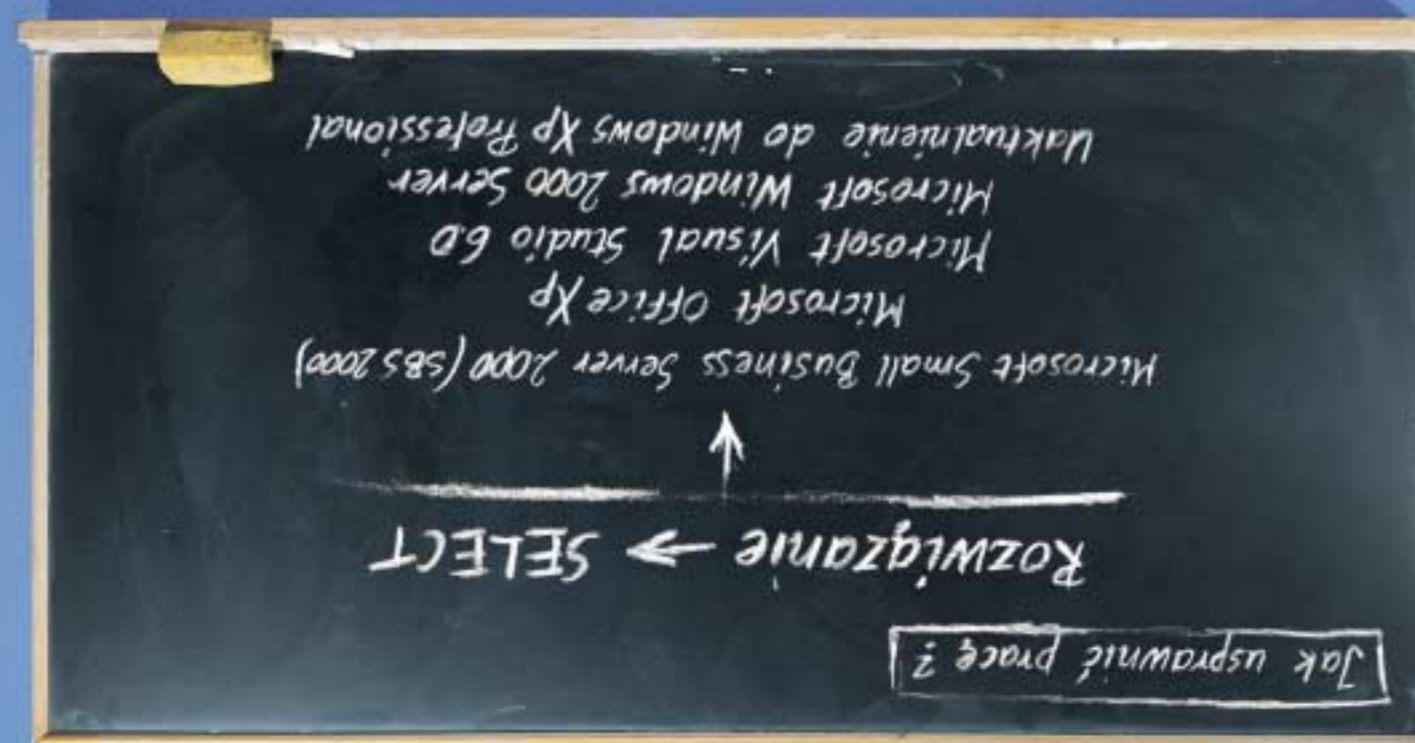 Jak usprawnić pracę?
Rozwiązanie → SELECT
Microsoft Small Business Server 2000 (SBS 2000)
Microsoft Office Xp
Microsoft Visual Studio 6.0
Microsoft Windows 2000 Server
Uaktualnienie do Windows Xp Professional